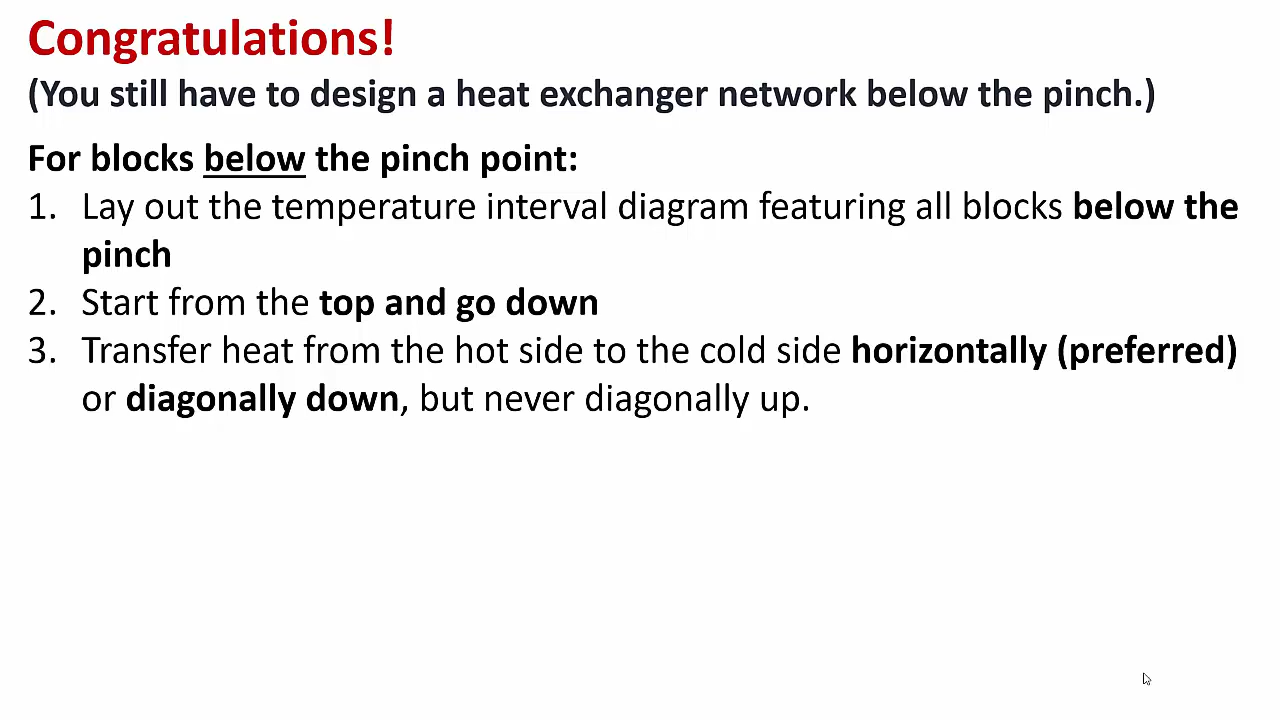 Congratulations!
(You still have to design a heat exchanger network below the pinch.)
For blocks below the pinch point:
1. Lay out the temperature interval diagram featuring all blocks below the
pinch
2. Start from the top and go down
3. Transfer heat from the hot side to the cold side horizontally (preferred)
or diagonally down, but never diagonally up.